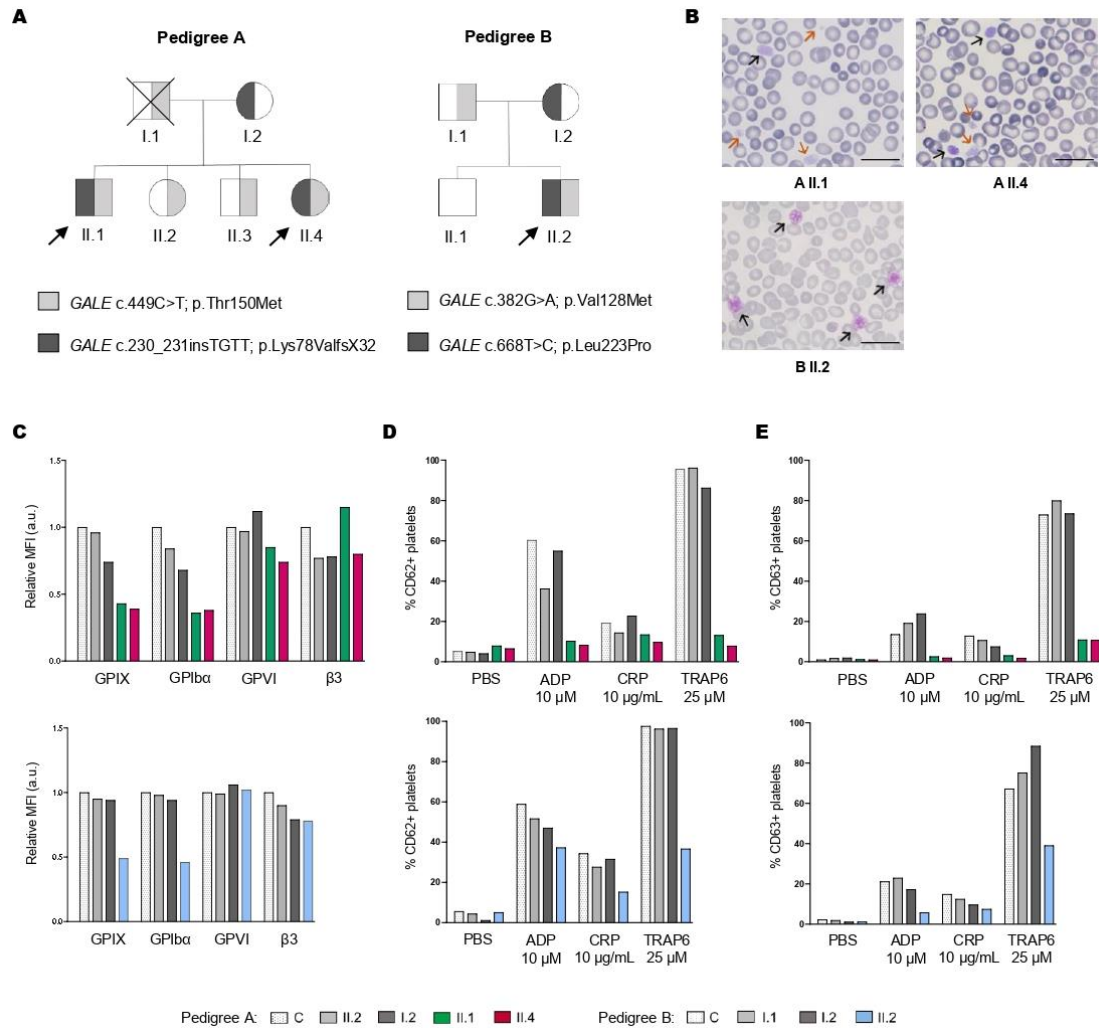 A
Pedigree A
Pedigree B
I.1
I.2
II.1
II.2
II.3
II.4
I.1
I.2
II.1
II.2
GALE c.449C>T; p.Thr150Met
GALE c.230_231insTGTT; p.Lys78ValfsX32
GALE c.382G>A; p.Val128Met
GALE c.668T>C; p.Leu223Pro
B
A II.1
A II.4
B II.2
C
Relative MFI (a.u.)
1.5
1.0
0.5
0.0
GPIX
GPIbα
GPVI
β3
Relative MFI (a.u.)
1.5
1.0
0.5
0.0
GPIX
GPIbα
GPVI
β3
D
% CD62+ platelets
100
80
60
40
20
0
PBS
ADP
10 µM
CRP
10 µg/mL
TRAP6
25 µM
% CD62+ platelets
100
80
60
40
20
0
PBS
ADP
10 µM
CRP
10 µg/mL
TRAP6
25 µM
E
% CD63+ platelets
100
80
60
40
20
0
PBS
ADP
10 µM
CRP
10 µg/mL
TRAP6
25 µM
% CD63+ platelets
100
80
60
40
20
0
PBS
ADP
10 µM
CRP
10 µg/mL
TRAP6
25 µM
Pedigree A: C II.2 I.2 II.1 II.4
Pedigree B: C I.1 I.2 II.2